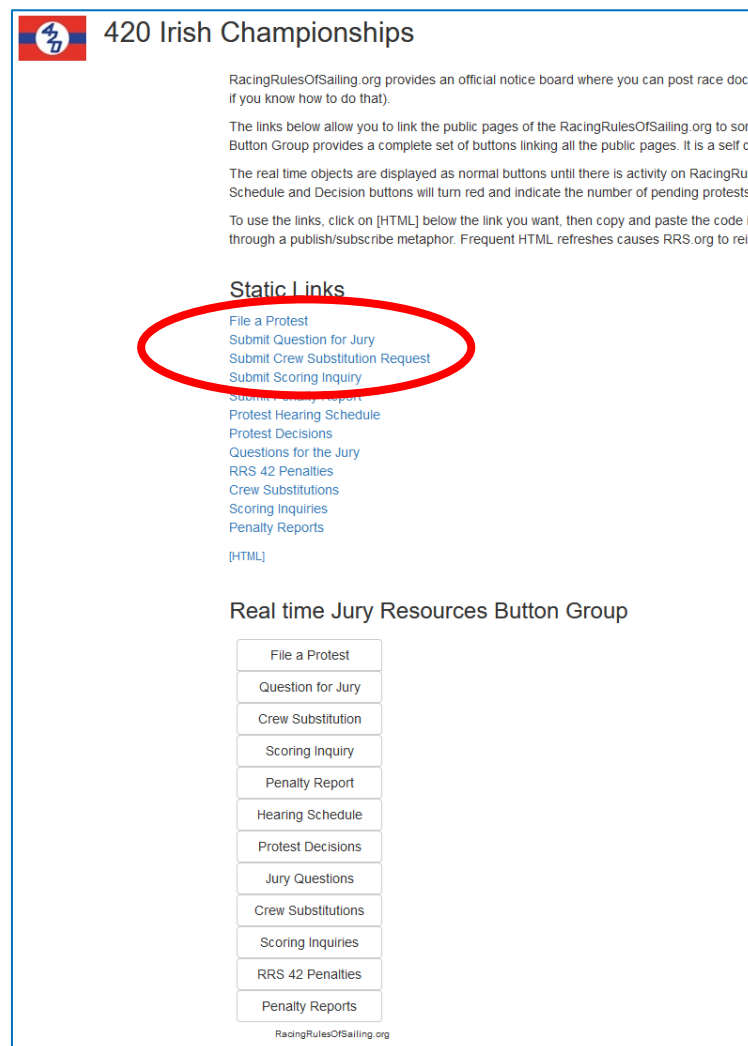 420
420 Irish Championships
RacingRulesOfSailing.org provides an official notice board where you can post race doc
if you know how to do that).
The links below allow you to link the public pages of the RacingRulesOfSailing.org to
Button Group provides a complete set of buttons linking all the public pages. It is a self
The real time objects are displayed as normal buttons until there is activity on
Schedule and Decision buttons will turn red and indicate the number of pending protests
To use the links, click on [HTML] below the link you want, then copy and paste the code
through a publish/subscribe metaphor. Frequent HTML refreshes causes RRS.org to
Static Links
File a Protest
Submit Question for Jury
Submit Crew Substitution Request
Submit Scoring Inquiry
Submit Penalty Report
Protest Hearing Schedule
Protest Decisions
Questions for the Jury
RRS 42 Penalties
Crew Substitutions
Scoring Inquiries
Penalty Reports
[HTML]
Real time Jury Resources Button Group
File a Protest
Question for Jury
Crew Substitution
Scoring Inquiry
Penalty Report
Hearing Schedule
Protest Decisions
Jury Questions
Crew Substitutions
Scoring Inquiries
RRS 42 Penalties
Penalty Reports
RacingRulesOfSailing.org